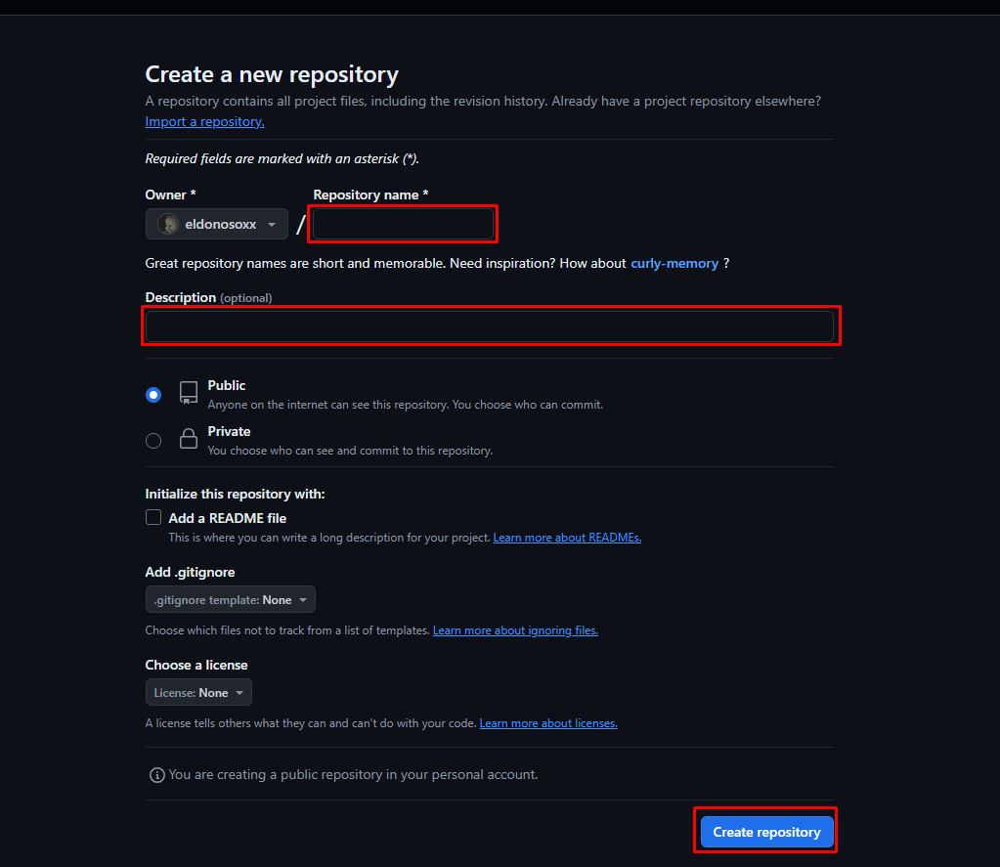 Create a new repository
A repository contains all project files, including the revision history. Already have a project repository elsewhere?
Import a repository.
Required fields are marked with an asterisk (*).
Owner * Repository name *
eldonosoxx /
Great repository names are short and memorable. Need inspiration? How about curly-memory ?
Description (optional)
Public
Anyone on the internet can see this repository. You choose who can commit.
Private
You choose who can see and commit to this repository.
Initialize this repository with:
Add a README file
This is where you can write a long description for your project. Learn more about READMEs.
Add .gitignore
.gitignore template: None
Choose which files not to track from a list of templates. Learn more about ignoring files.
Choose a license
License: None
A license tells others what they can and can't do with your code. Learn more about licenses.
You are creating a public repository in your personal account.
Create repository